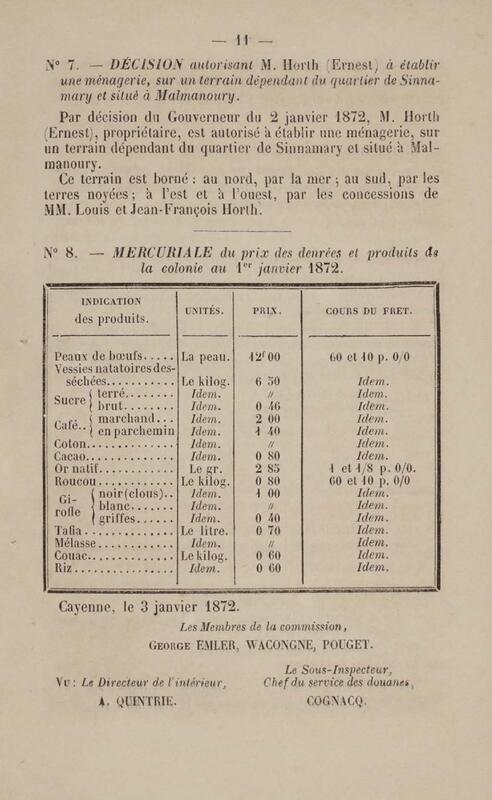 — 11 —
N° 7. — DÉCISION autorisant M. Horth (Ernest) à établir
une ménagerie, sur un terrain dépendant du quartier de Sinna-
mary et situé à Malmanoury.
Par décision du Gouverneur du 2 janvier 1872, M. Horth
(Ernest), propriétaire, est autorisé à établir une ménagerie, sur
un terrain dépendant du quartier de Sinnamary et situé à Mal-
manoury.
Ce terrain est borné : au nord, par la mer ; au sud, par les
terres noyées ; à l'est et à l'ouest, par les concessions de
MM. Louis et Jean-François Horth.
N° 8. — MERCURIALE du prix des denrées et produits de
la colonie au 1er janvier 1872.
INDICATION des produits. UNITÉS. PRIX. COURS DU FRET.
Peaux de bœufs..... La peau. 12f 00 60 et 10 p. 0/0
Vessies natatoires des-
séchées........... Le kilog. 6 50 Idem.
Sucre { terré........ Idem. // Idem.
brut........ Idem. 0 46 Idem.
Café.. { marchand... Idem. 2 00 Idem.
en parchemin Idem. 1 40 Idem.
Coton............. Idem. // Idem.
Cacao............. Idem. 0 80 Idem.
Or natif........... Le gr. 2 85 1 et 1/8 p. 0/0.
Roucou........... Le kilog. 0 80 60 et 10 p. 0/0
Gi-rofle { noir (clous).. Idem. 1 00 Idem.
blanc....... Idem. // Idem.
griffes...... Idem. 0 40 Idem.
Tafia............. Le litre. 0 70 Idem.
Mélasse........... Idem. // Idem.
Couac............. Le kilog. 0 60 Idem.
Riz............... Idem. 0 60 Idem.
Cayenne, le 3 janvier 1872.
Les Membres de la commission,
GEORGE EMLER, WACONGNE, POUGET.
Le Sous-Inspecteur,
Vu : Le Directeur de l'intérieur, Chef du service des douanes,
A. QUINTRIE. COGNACQ.